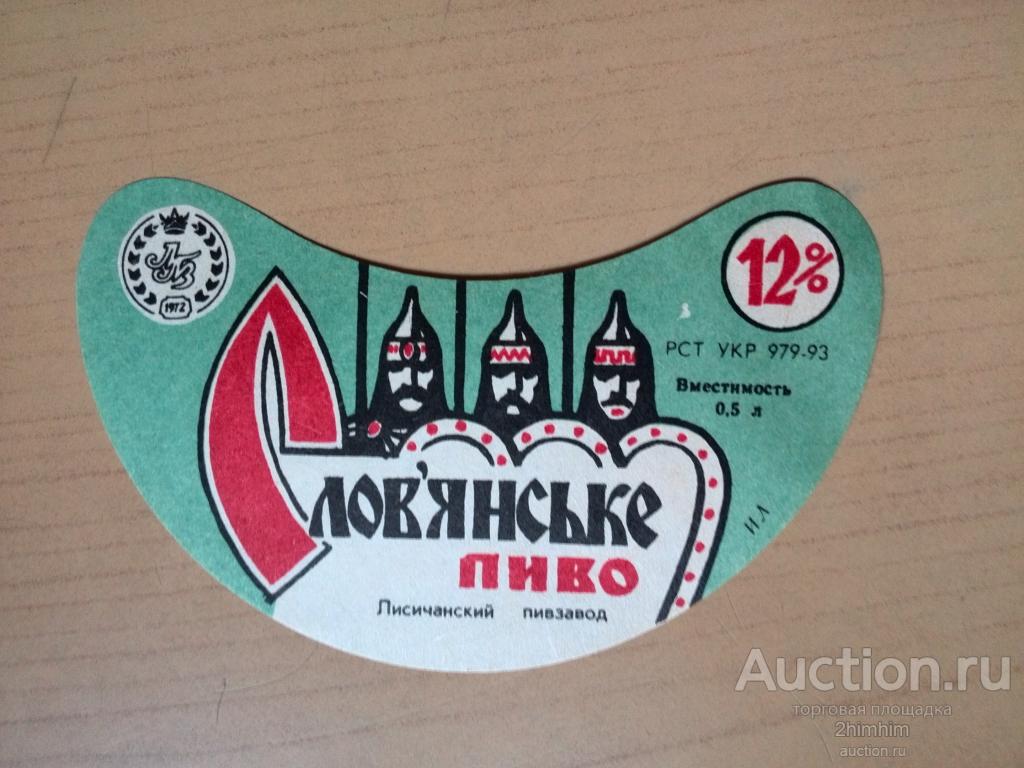 ЛПЗ
1972
12%
РСТ УКР 979-93
Вместимость
0,5 л
Слов'янське
пиво
Лисичанский пивзавод
ИЛ
Auction.ru
торговая площадка
2himhim
auction.ru